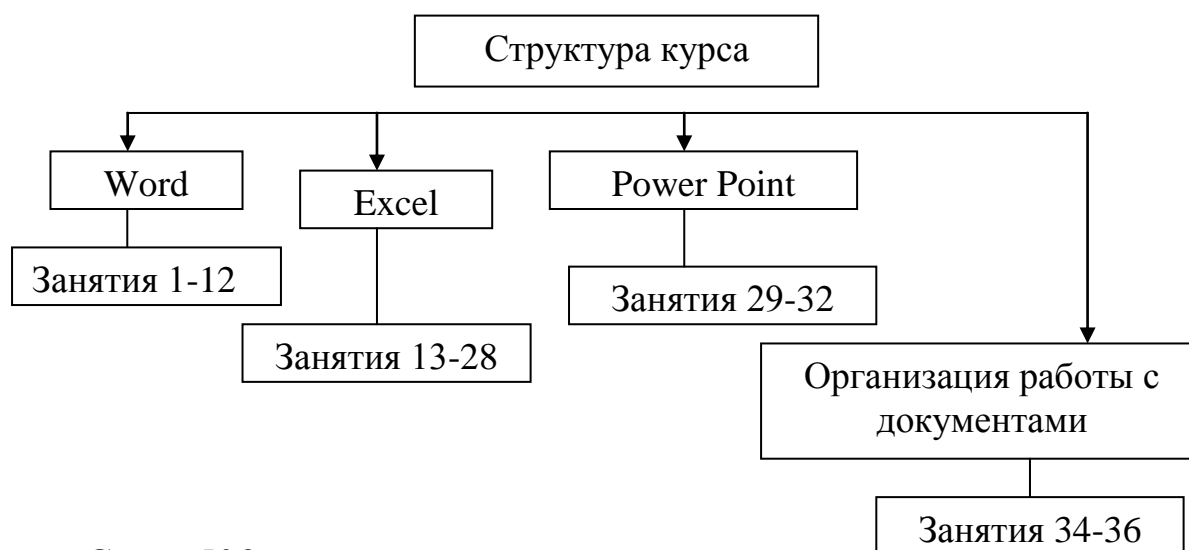 Структура курса
Word
Excel
Power Point
Занятия 1-12
Занятия 29-32
Занятия 13-28
Организация работы с
документами
Занятия 34-36